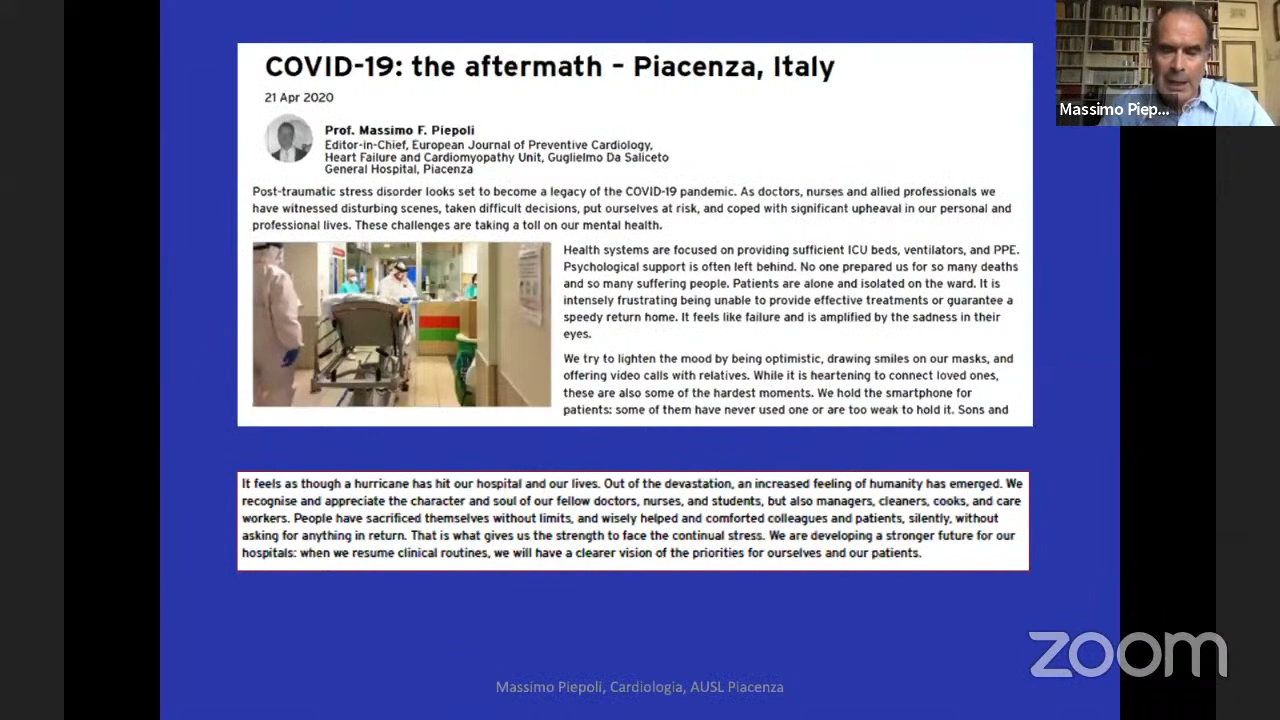 COVID-19: the aftermath – Piacenza, Italy
21 Apr 2020
Prof. Massimo F. Piepoli
Editor-in-Chief, European Journal of Preventive Cardiology,
Heart Failure and Cardiomyopathy Unit, Guglielmo Da Saliceto
General Hospital, Piacenza
Post-traumatic stress disorder looks set to become a legacy of the COVID-19 pandemic. As doctors, nurses and allied professionals we
have witnessed disturbing scenes, taken difficult decisions, put ourselves at risk, and coped with significant upheaval in our personal and
professional lives. These challenges are taking a toll on our mental health.
Health systems are focused on providing sufficient ICU beds, ventilators, and PPE.
Psychological support is often left behind. No one prepared us for so many deaths
and so many suffering people. Patients are alone and isolated on the ward. It is
intensely frustrating being unable to provide effective treatments or guarantee a
speedy return home. It feels like failure and is amplified by the sadness in their
eyes.
We try to lighten the mood by being optimistic, drawing smiles on our masks, and
offering video calls with relatives. While it is heartening to connect loved ones,
these are also some of the hardest moments. We hold the smartphone for
patients: some of them have never used one or are too weak to hold it. Sons and
It feels as though a hurricane has hit our hospital and our lives. Out of the devastation, an increased feeling of humanity has emerged. We
recognise and appreciate the character and soul of our fellow doctors, nurses, and students, but also managers, cleaners, cooks, and care
workers. People have sacrificed themselves without limits, and wisely helped and comforted colleagues and patients, silently, without
asking for anything in return. That is what gives us the strength to face the continual stress. We are developing a stronger future for our
hospitals: when we resume clinical routines, we will have a clearer vision of the priorities for ourselves and our patients.
Massimo Piep...
zoom
Massimo Piepoli, Cardiologia, AUSL Piacenza